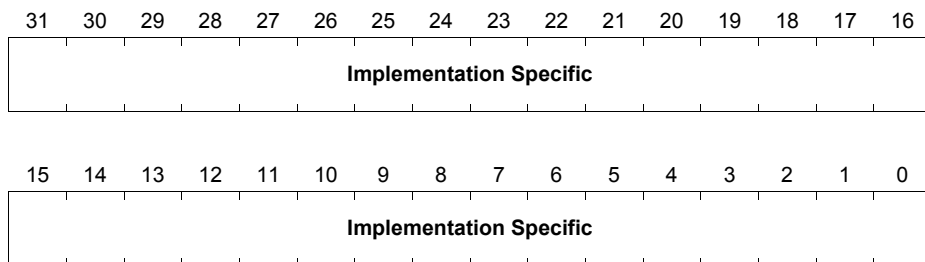 31 30 29 28 27 26 25 24 23 22 21 20 19 18 17 16
Implementation Specific
15 14 13 12 11 10 9 8 7 6 5 4 3 2 1 0
Implementation Specific